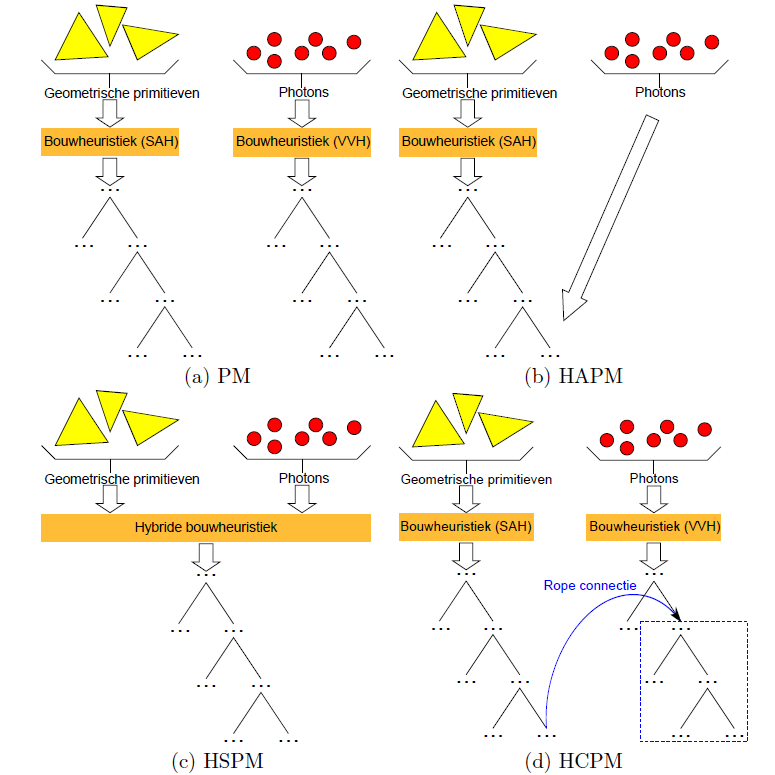 Geometrische primitieven
Photons
Bouwheuristiek (SAH)
Bouwheuristiek (VVH)
...
...
... ...
... ...
... ...
... ...
... ...
... ...
(a) PM
Geometrische primitieven
Photons
Bouwheuristiek (SAH)
...
... ...
... ...
... ...
(b) HAPM
Geometrische primitieven
Photons
Hybride bouwheuristiek
...
... ...
... ...
... ...
(c) HSPM
Geometrische primitieven
Photons
Bouwheuristiek (SAH)
Bouwheuristiek (VVH)
Rope connectie
...
...
... ...
... ...
... ...
... ...
... ...
... ...
(d) HCPM